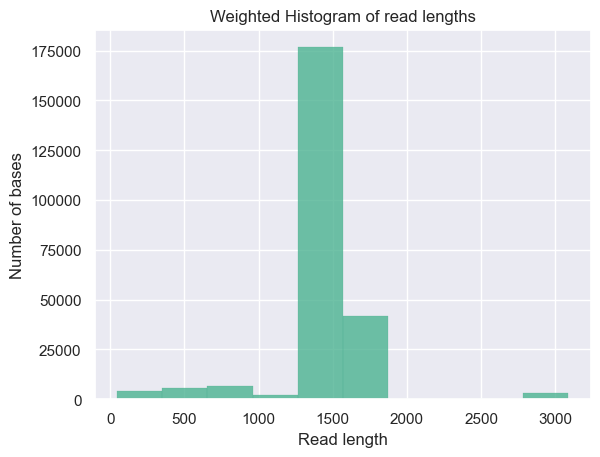 Weighted Histogram of read lengths
Number of bases
175000
150000
125000
100000
75000
50000
25000
0
0 500 1000 1500 2000 2500 3000
Read length